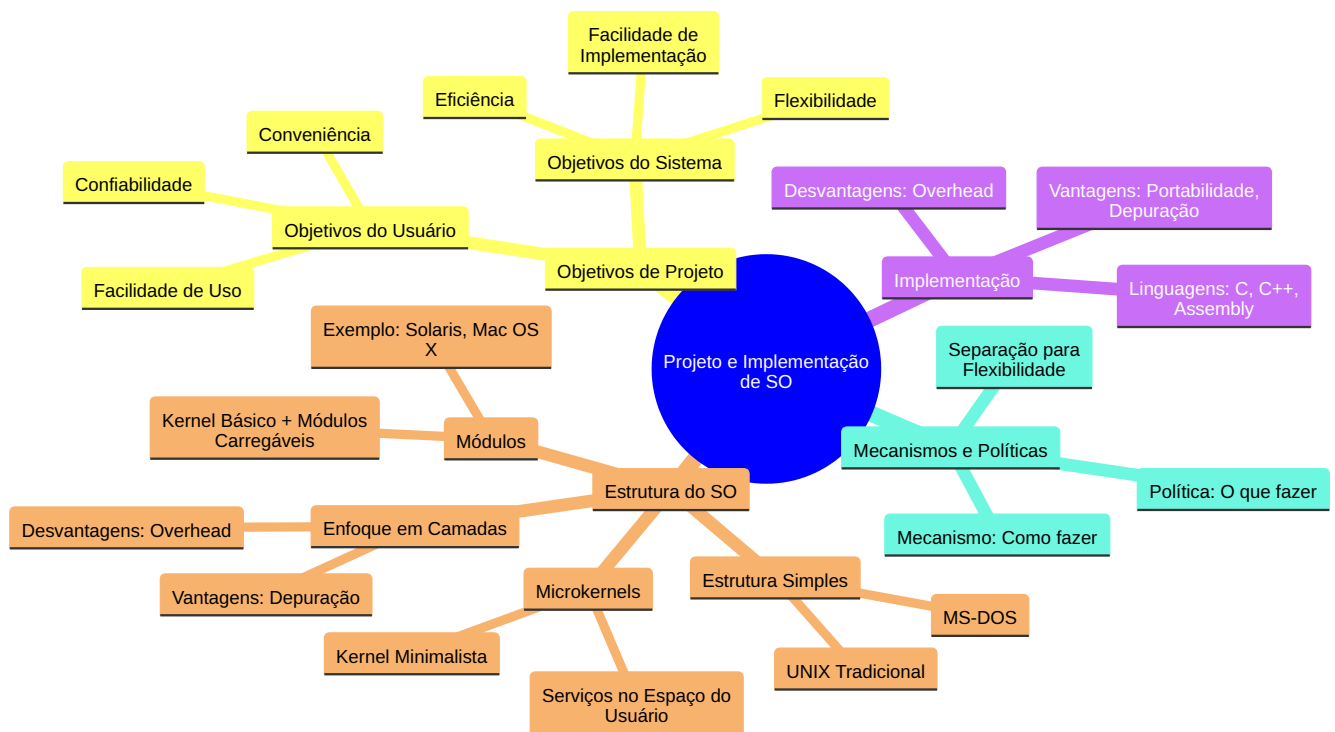 Facilidade de
Implementação
Eficiência
Flexibilidade
Conveniência
Objetivos do Sistema
Confiabilidade
Desvantagens: Overhead
Vantagens: Portabilidade,
Depuração
Objetivos do Usuário
Objetivos de Projeto
Implementação
Facilidade de Uso
Linguagens: C, C++,
Assembly
Exemplo: Solaris, Mac OS
X
Projeto e Implementação
de SO
Separação para
Flexibilidade
Kernel Básico + Módulos
Carregáveis
Módulos
Mecanismos e Políticas
Estrutura do SO
Política: O que fazer
Desvantagens: Overhead
Enfoque em Camadas
Mecanismo: Como fazer
Vantagens: Depuração
Microkernels
Estrutura Simples
MS-DOS
Kernel Minimalista
UNIX Tradicional
Serviços no Espaço do
Usuário